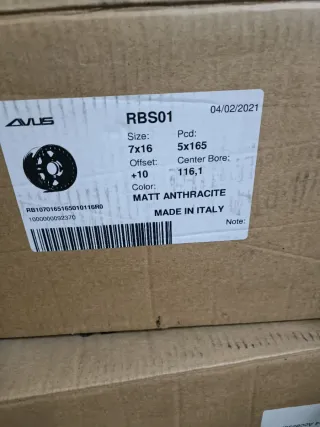 AVUS
RBS01
04/02/2021
Size: Pcd:
7x16 5x165
Offset: Center Bore:
+10 116,1
Color:
MATT ANTHRACITE
MADE IN ITALY
Note:
RB1070165165010116R0
1000000092370